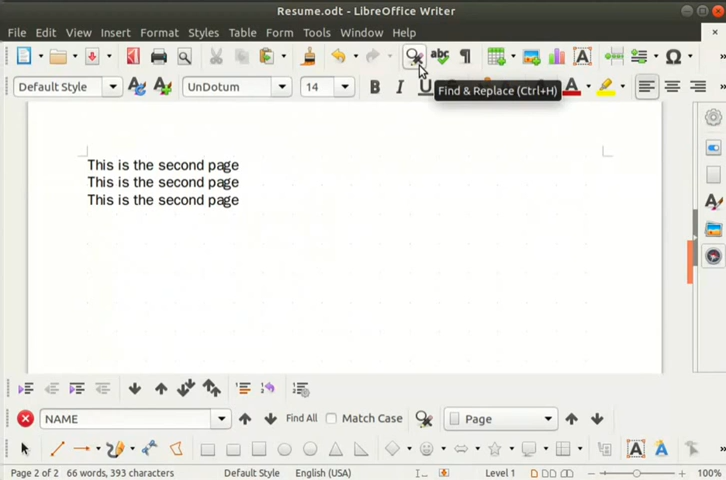 Resume.odt - LibreOffice Writer
File Edit View Insert Format Styles Table Form Tools Window Help
abc
Default Style UnDotum 14 B I U A
Find & Replace (Ctrl+H)
This is the second page
This is the second page
This is the second page
NAME Find All Match Case Page
Page 2 of 2 66 words, 393 characters Default Style English (USA) Level 1 100%